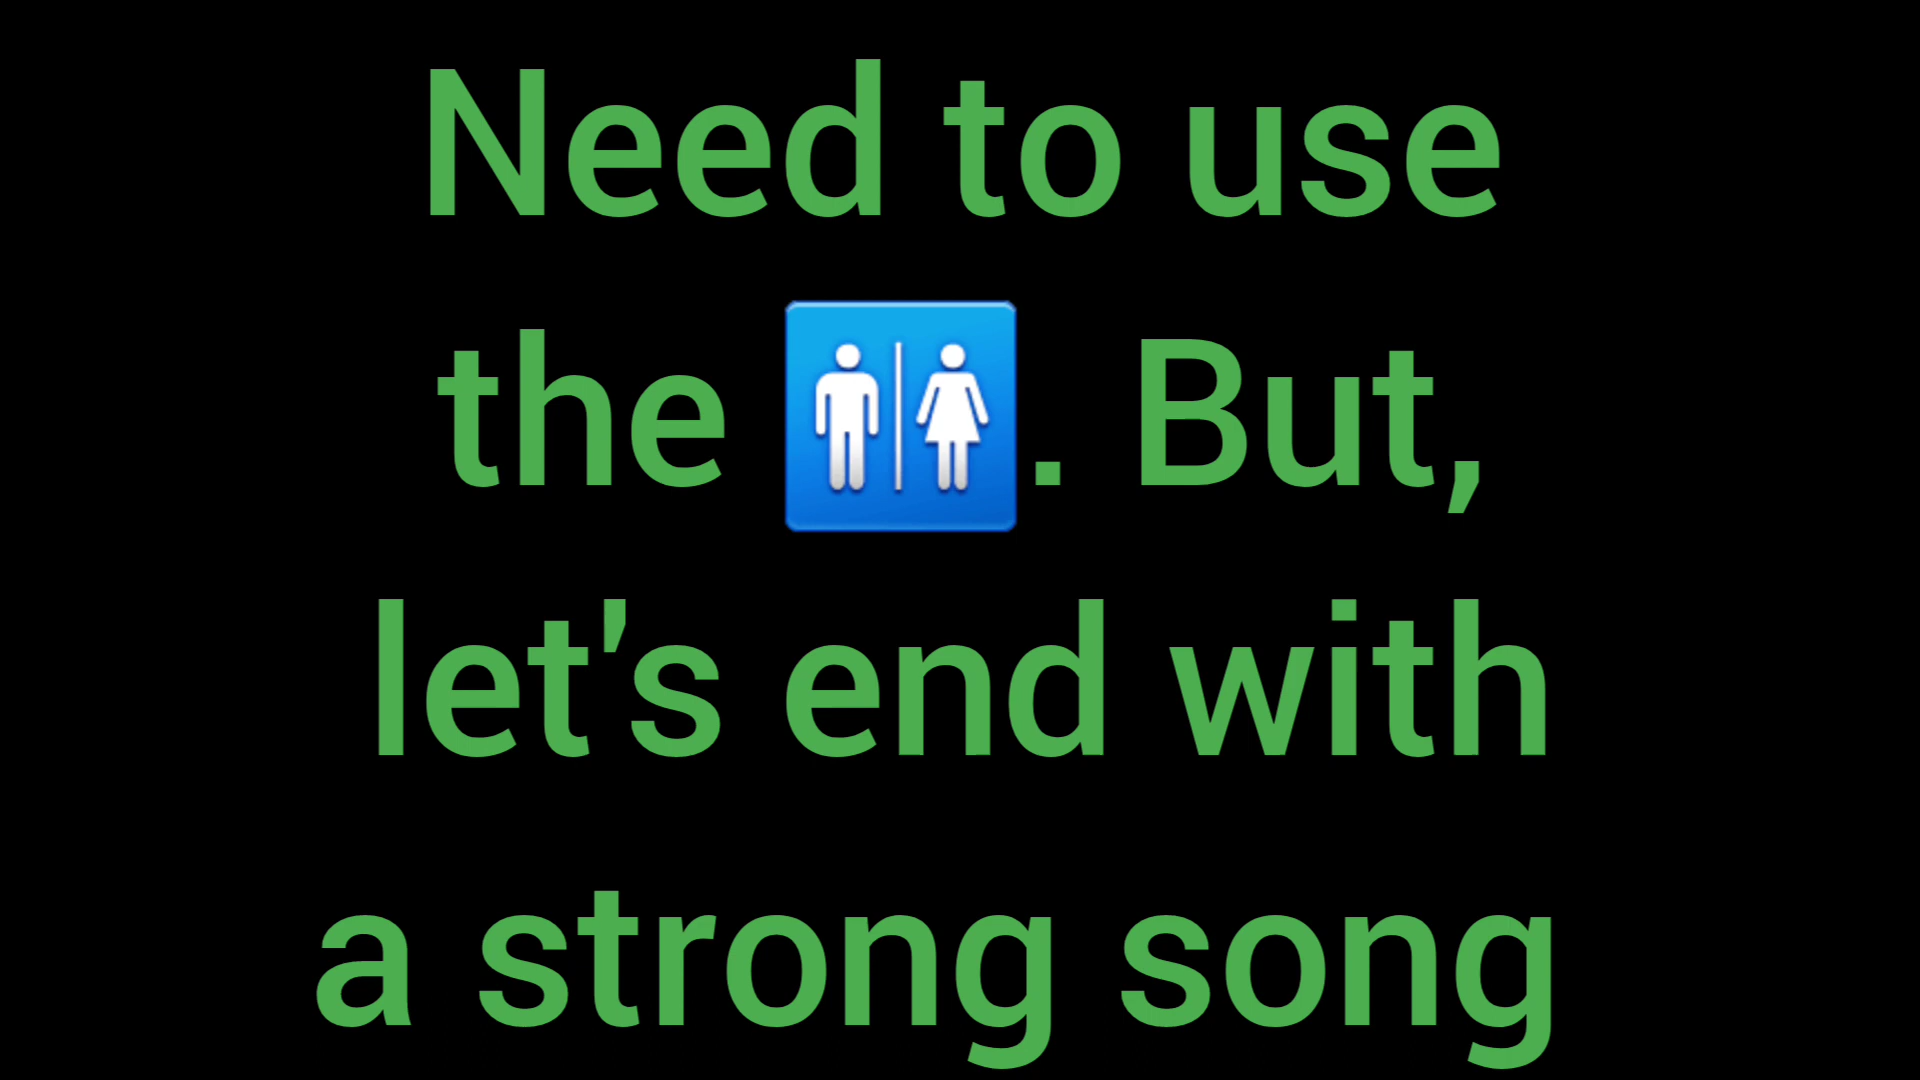 Need to use
the 🚻. But,
let's end with
a strong song